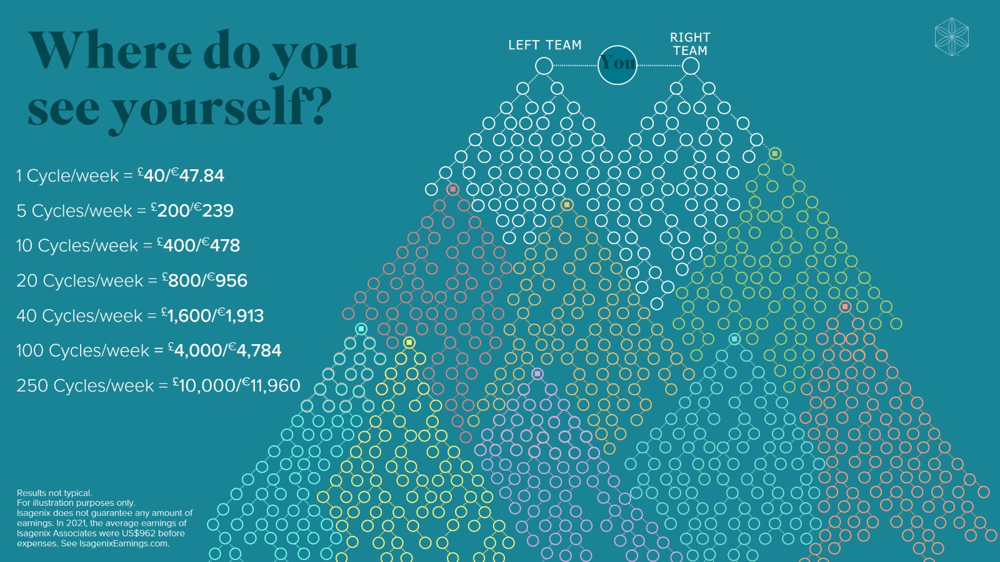 Where do you
see yourself?
LEFT TEAM
You
RIGHT
TEAM
1 Cycle/week = £40/€47.84
5 Cycles/week = £200/€239
10 Cycles/week = £400/€478
20 Cycles/week = £800/€956
40 Cycles/week = £1,600/€1,913
100 Cycles/week = £4,000/€4,784
250 Cycles/week = £10,000/€11,960
Results not typical.
For illustration purposes only.
Isagenix does not guarantee any amount of
earnings. In 2021, the average earnings of
Isagenix Associates were US$962 before
expenses. See IsagenixEarnings.com.